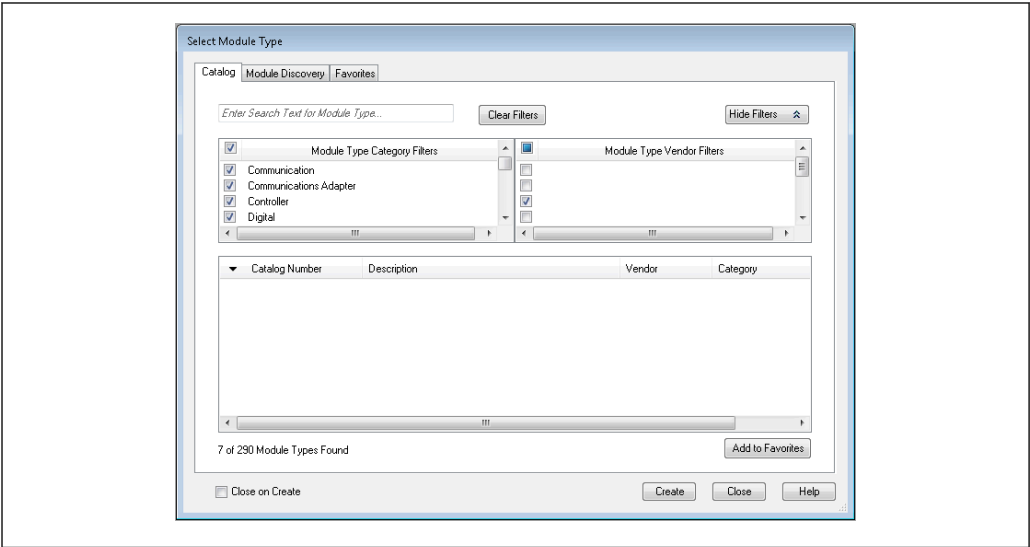 Select Module Type
Catalog Module Discovery Favorites
Enter Search Text for Module Type... Clear Filters Hide Filters
Module Type Category Filters Module Type Vendor Filters
Communication
Communications Adapter
Controller
Digital
Catalog Number Description Vendor Category
7 of 290 Module Types Found Add to Favorites
Close on Create Create Close Help